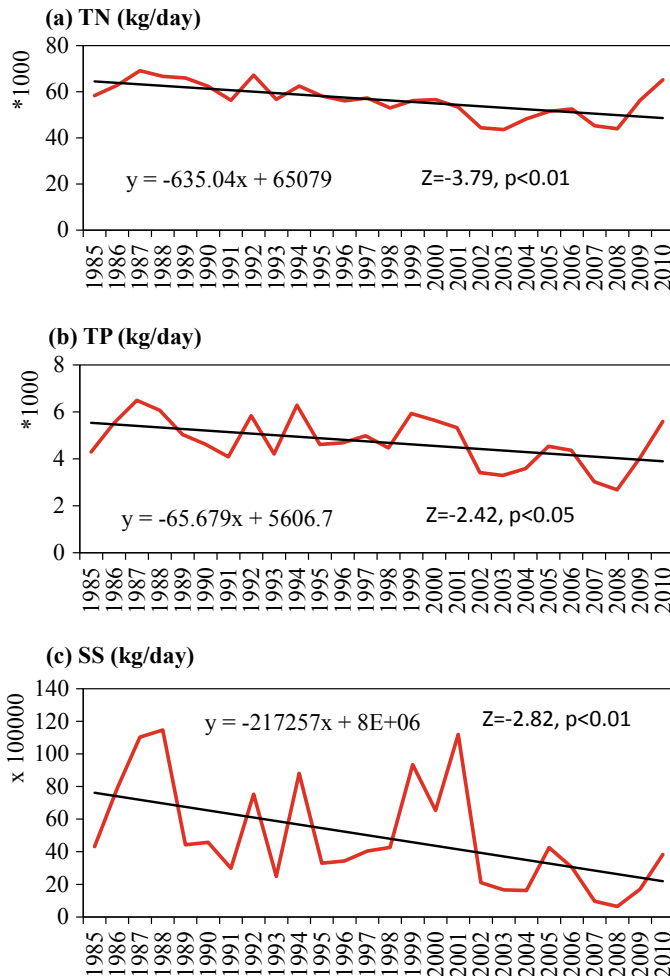 (a) TN (kg/day)
*1000
80
60
40
20
0
y = -635.04x + 65079
Z=-3.79, p<0.01
1985 1986 1987 1988 1989 1990 1991 1992 1993 1994 1995 1996 1997 1998 1999 2000 2001 2002 2003 2004 2005 2006 2007 2008 2009 2010
(b) TP (kg/day)
*1000
8
6
4
2
0
y = -65.679x + 5606.7
Z=-2.42, p<0.05
1985 1986 1987 1988 1989 1990 1991 1992 1993 1994 1995 1996 1997 1998 1999 2000 2001 2002 2003 2004 2005 2006 2007 2008 2009 2010
(c) SS (kg/day)
x 100000
140
120
100
80
60
40
20
0
y = -217257x + 8E+06
Z=-2.82, p<0.01
1985 1986 1987 1988 1989 1990 1991 1992 1993 1994 1995 1996 1997 1998 1999 2000 2001 2002 2003 2004 2005 2006 2007 2008 2009 2010